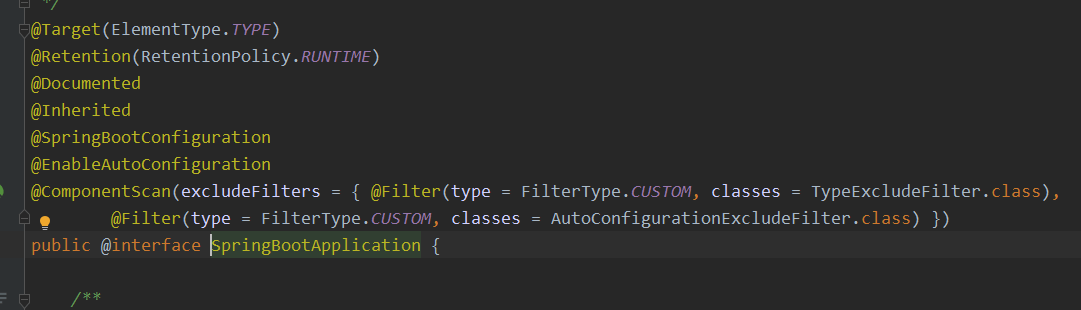 */
@Target(ElementType.TYPE)
@Retention(RetentionPolicy.RUNTIME)
@Documented
@Inherited
@SpringBootConfiguration
@EnableAutoConfiguration
@ComponentScan(excludeFilters = { @Filter(type = FilterType.CUSTOM, classes = TypeExcludeFilter.class),
        @Filter(type = FilterType.CUSTOM, classes = AutoConfigurationExcludeFilter.class) })
public @interface SpringBootApplication {
    /**